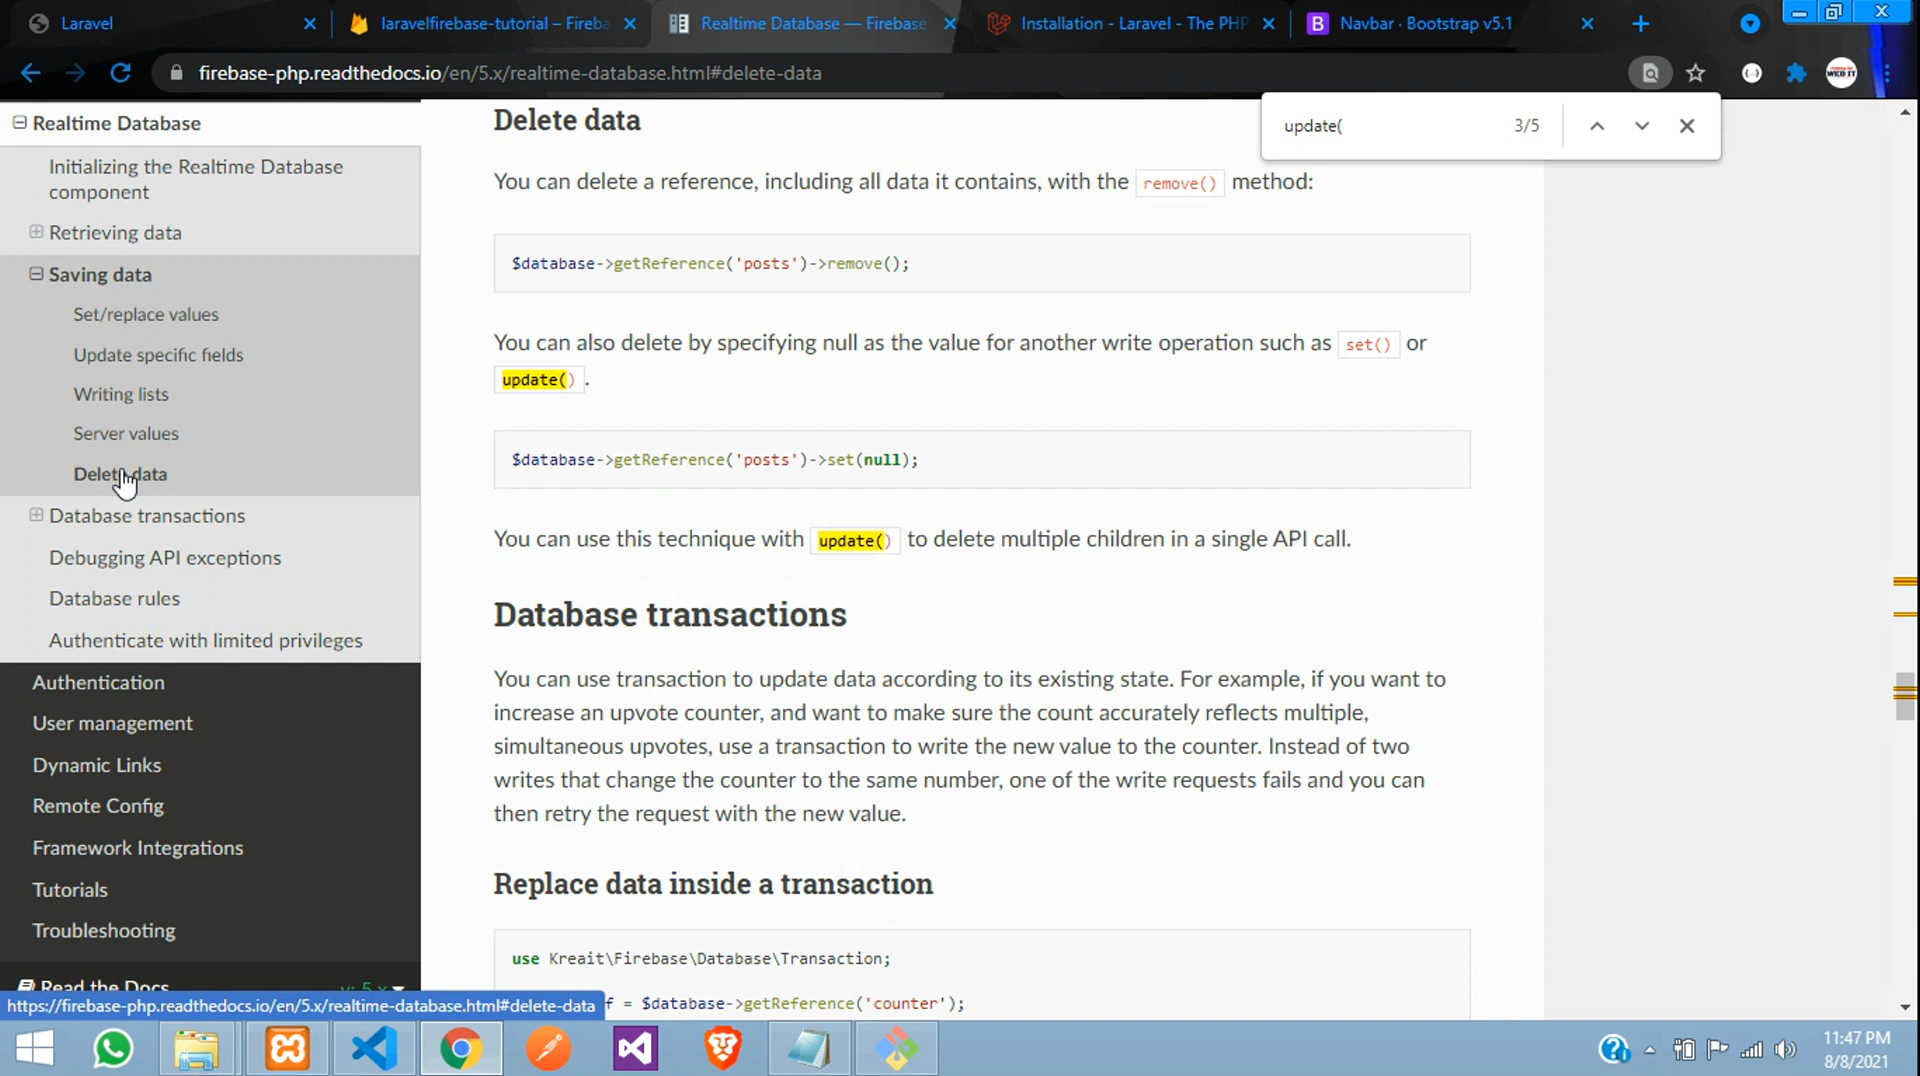 Laravel
laravelfirebase-tutorial – Fireba
Realtime Database — Firebase
Installation - Laravel - The PHP
B
Navbar · Bootstrap v5.1
firebase-php.readthedocs.io/en/5.x/realtime-database.html#delete-data
update(
3/5
Realtime Database
Initializing the Realtime Database
component
Retrieving data
Saving data
Set/replace values
Update specific fields
Writing lists
Server values
Delete data
Database transactions
Debugging API exceptions
Database rules
Authenticate with limited privileges
Authentication
User management
Dynamic Links
Remote Config
Framework Integrations
Tutorials
Troubleshooting
Read the Docs
v: 5.x
https://firebase-php.readthedocs.io/en/5.x/realtime-database.html#delete-data
Delete data
You can delete a reference, including all data it contains, with the remove() method:
$database->getReference('posts')->remove();
You can also delete by specifying null as the value for another write operation such as set() or
update() .
$database->getReference('posts')->set(null);
You can use this technique with update() to delete multiple children in a single API call.
Database transactions
You can use transaction to update data according to its existing state. For example, if you want to
increase an upvote counter, and want to make sure the count accurately reflects multiple,
simultaneous upvotes, use a transaction to write the new value to the counter. Instead of two
writes that change the counter to the same number, one of the write requests fails and you can
then retry the request with the new value.
Replace data inside a transaction
use Kreait\Firebase\Database\Transaction;
f = $database->getReference('counter');
11:47 PM
8/8/2021